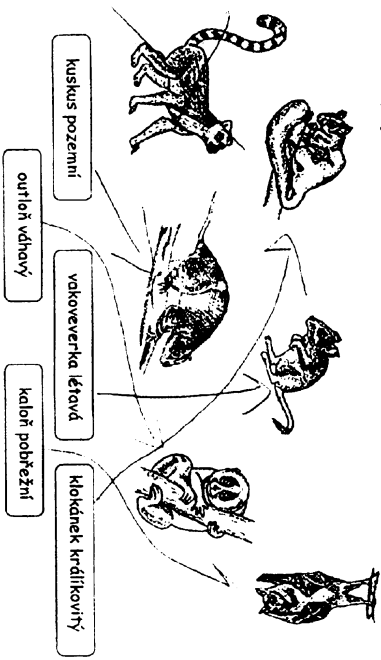 kuskus pozemní
outloň váhavý
vakoveverka létavá
kaloň pobřežní
klokánek králíkovitý